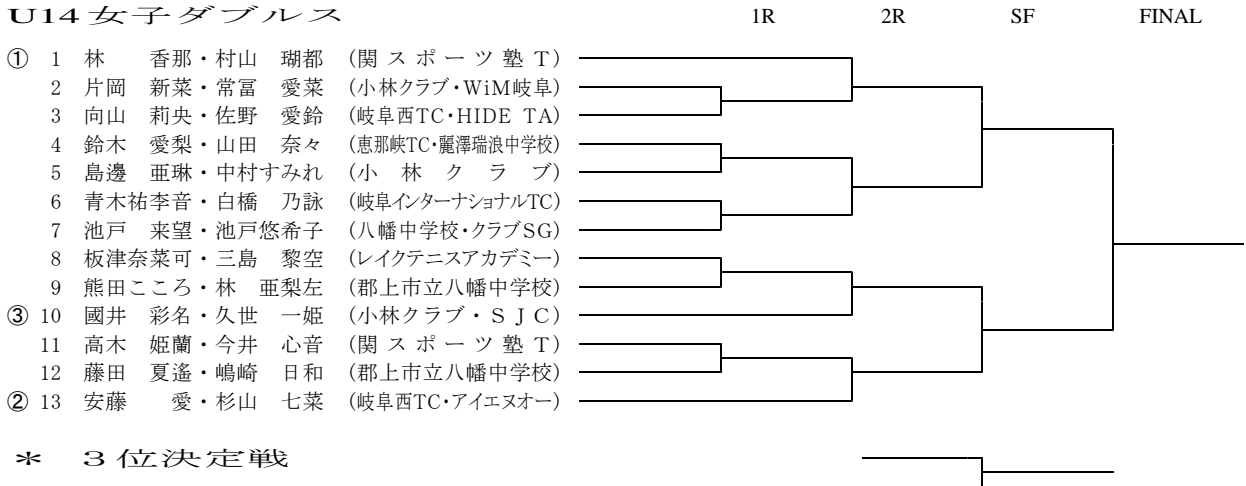 U14女子ダブルス 1R 2R SF FINAL
① 1 林 香那・村山 瑚都 (関スポーツ塾T)
2 片岡 新菜・常冨 愛菜 (小林クラブ・WiM岐阜)
3 向山 莉央・佐野 愛鈴 (岐阜西TC・HIDE TA)
4 鈴木 愛梨・山田 奈々 (恵那峡TC・麗澤瑞浪中学校)
5 島邊 亜琳・中村すみれ (小林クラブ)
6 青木祐李音・白橋 乃詠 (岐阜インターナショナルTC)
7 池戸 来望・池戸悠希子 (八幡中学校・クラブSG)
8 板津奈菜可・三島 黎空 (レイクテニスアカデミー)
9 熊田こころ・林 亜梨左 (郡上市立八幡中学校)
③ 10 國井 彩名・久世 一姫 (小林クラブ・SJC)
11 高木 姫蘭・今井 心音 (関スポーツ塾T)
12 藤田 夏遙・嶋崎 日和 (郡上市立八幡中学校)
② 13 安藤 愛・杉山 七菜 (岐阜西TC・アイエヌオー)
* 3位決定戦